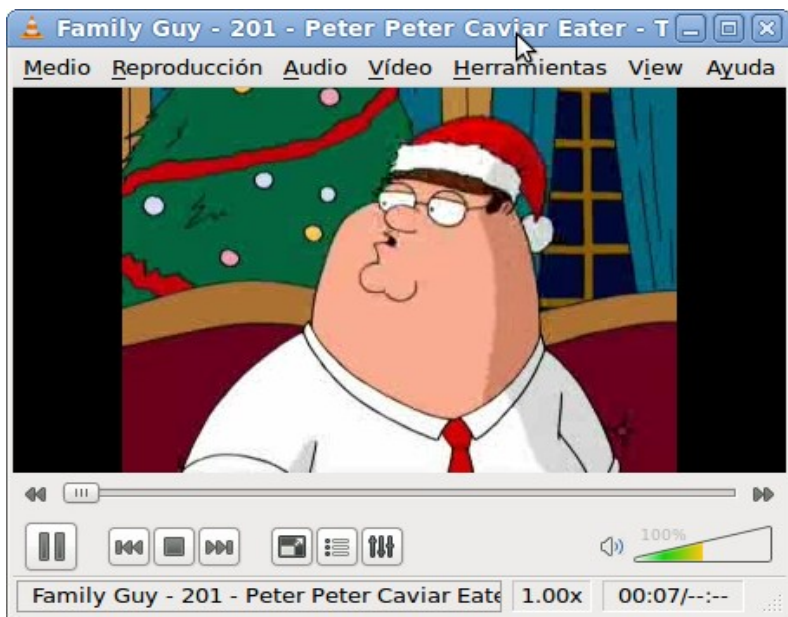 Family Guy - 201 - Peter Peter Caviar Eater - T
Medio Reproducción Audio Vídeo Herramientas View Ayuda
100%
Family Guy - 201 - Peter Peter Caviar Eate 1.00x 00:07/--:--